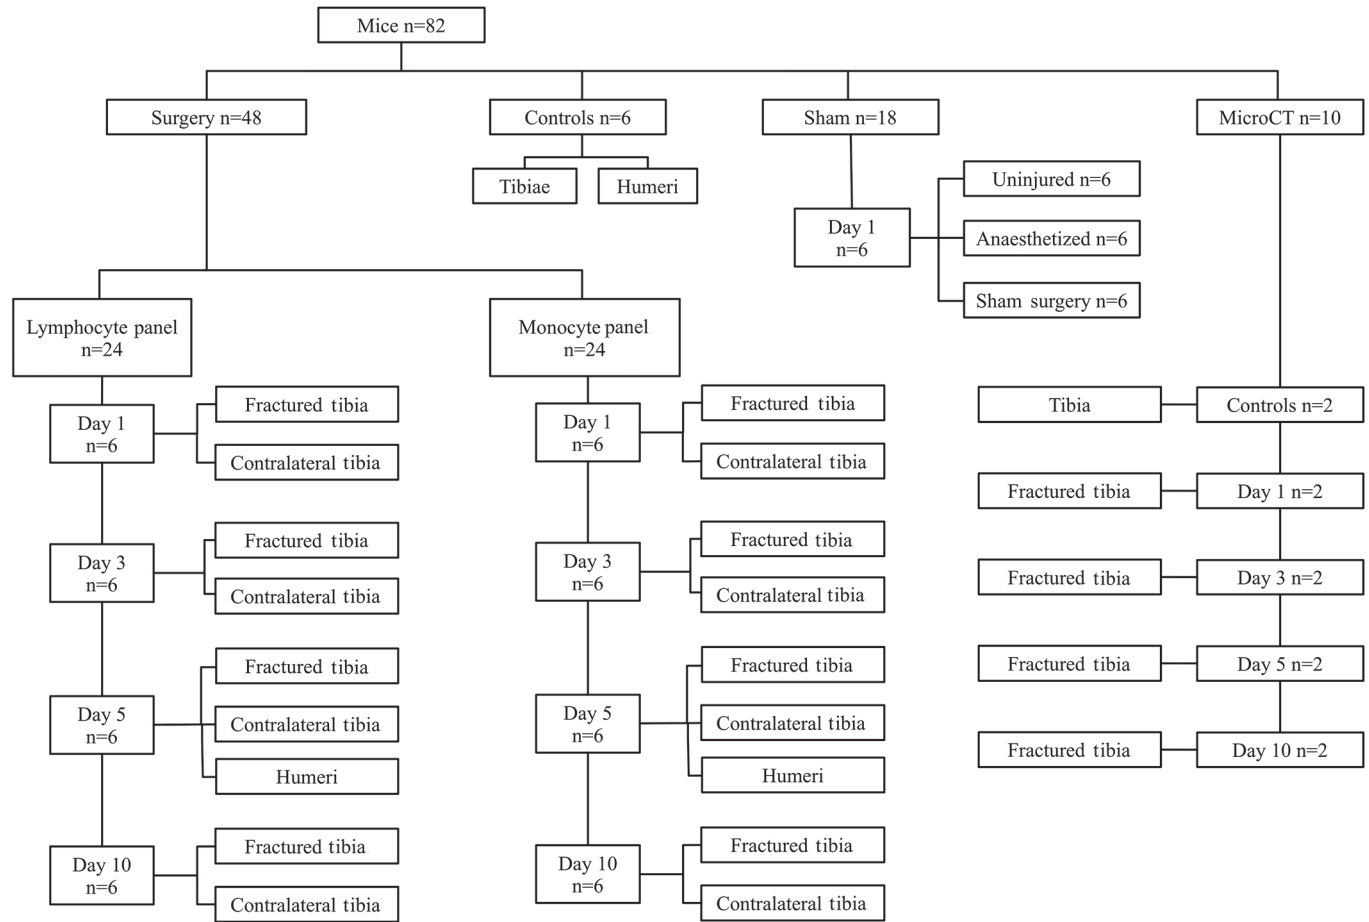 Mice n=82
Surgery n=48
Controls n=6
Sham n=18
MicroCT n=10
Tibiae
Humeri
Uninjured n=6
Day 1
n=6
Anaesthetized n=6
Sham surgery n=6
Lymphocyte panel
n=24
Monocyte panel
n=24
Day 1
n=6
Fractured tibia
Contralateral tibia
Day 3
n=6
Fractured tibia
Contralateral tibia
Day 5
n=6
Fractured tibia
Contralateral tibia
Humeri
Day 10
n=6
Fractured tibia
Contralateral tibia
Day 1
n=6
Fractured tibia
Contralateral tibia
Day 3
n=6
Fractured tibia
Contralateral tibia
Day 5
n=6
Fractured tibia
Contralateral tibia
Humeri
Day 10
n=6
Fractured tibia
Contralateral tibia
Tibia
Controls n=2
Fractured tibia
Day 1 n=2
Fractured tibia
Day 3 n=2
Fractured tibia
Day 5 n=2
Fractured tibia
Day 10 n=2